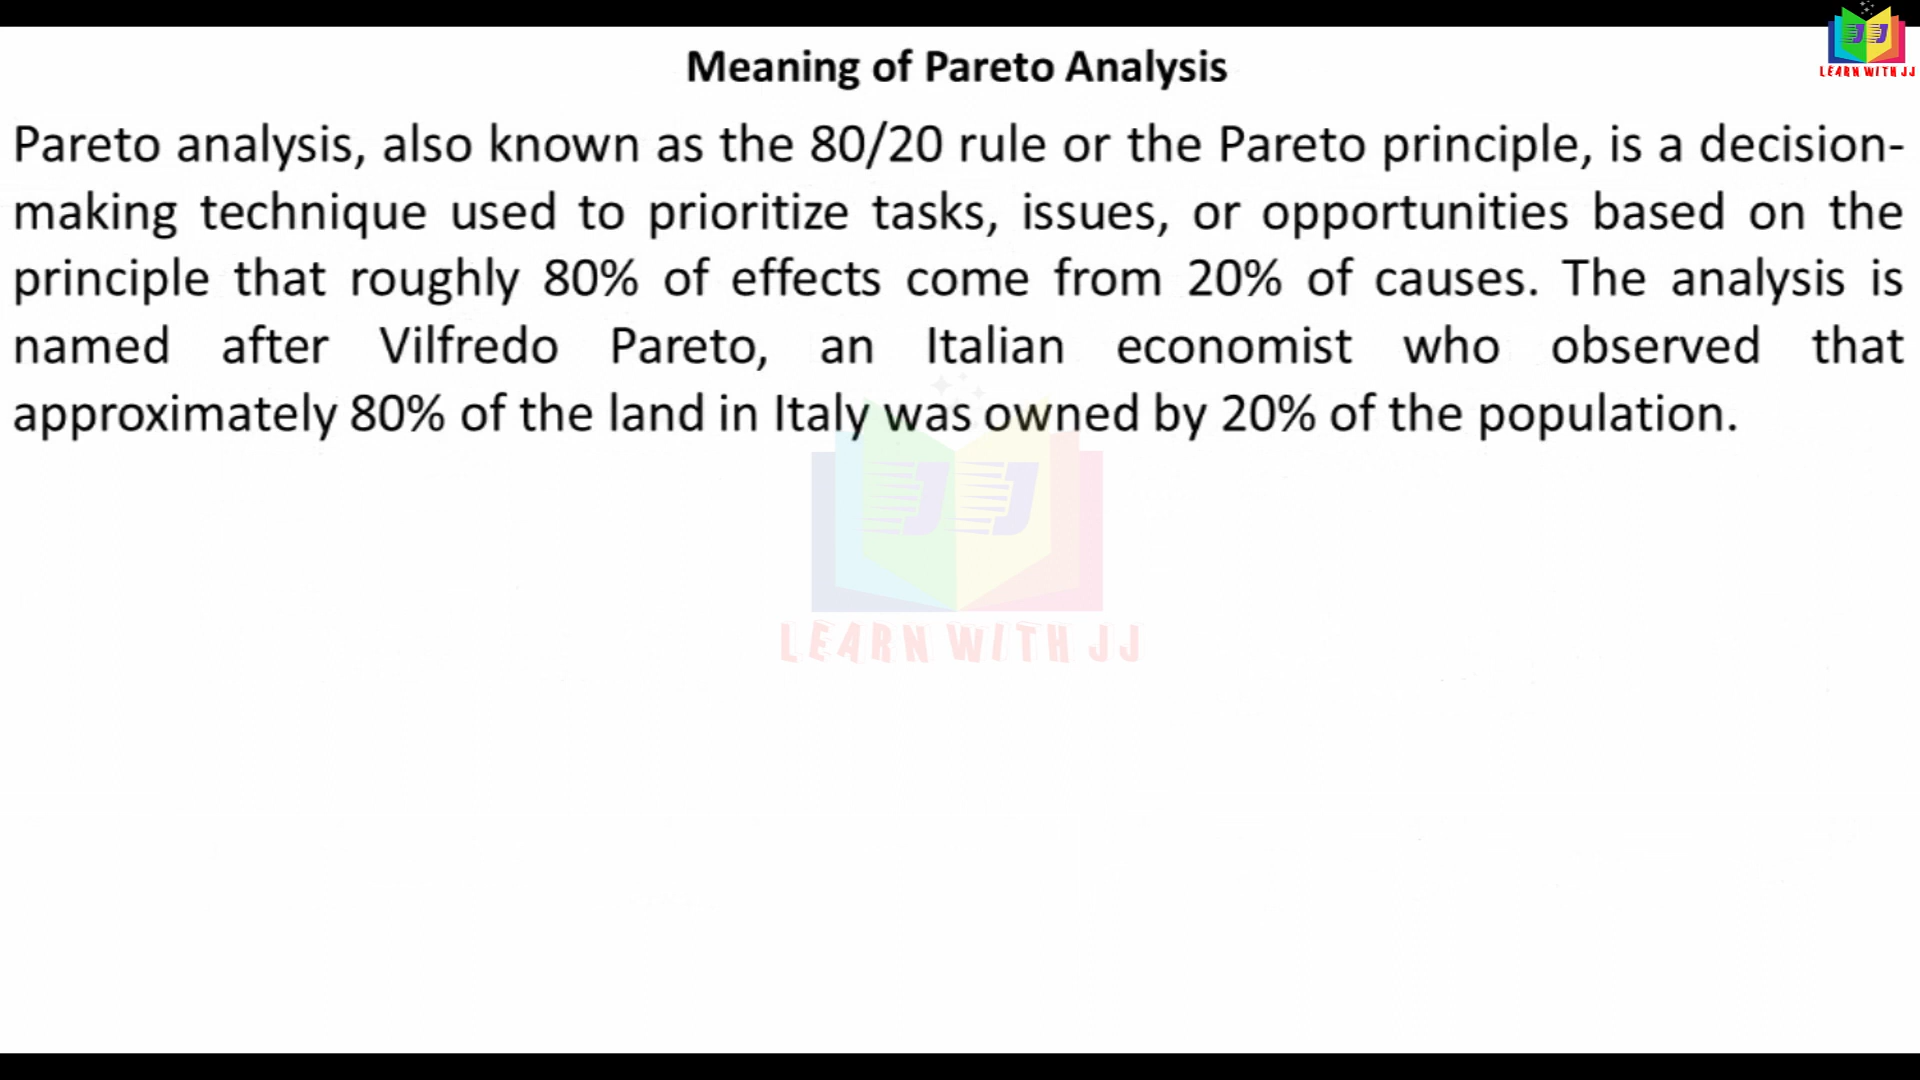 Meaning of Pareto Analysis
LEARN WITH JJ
Pareto analysis, also known as the 80/20 rule or the Pareto principle, is a decision-
making technique used to prioritize tasks, issues, or opportunities based on the
principle that roughly 80% of effects come from 20% of causes. The analysis is
named after Vilfredo Pareto, an Italian economist who observed that
approximately 80% of the land in Italy was owned by 20% of the population.
JJ
LEARN WITH JJ